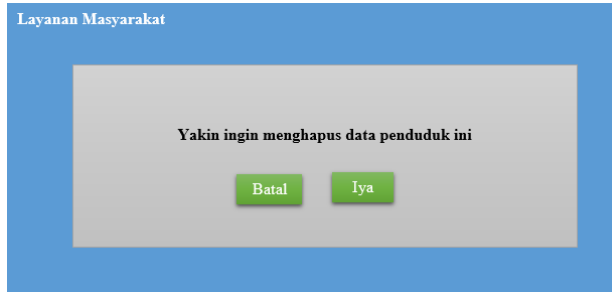 Layanan Masyarakat
Yakin ingin menghapus data penduduk ini
Batal
Iya